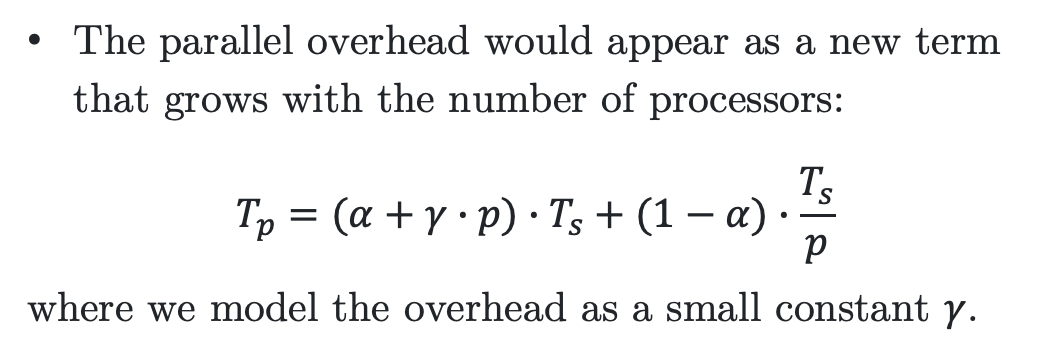 • The parallel overhead would appear as a new term
that grows with the number of processors:
T_p = (α + γ · p) · T_s + (1 − α) · T_s/p
where we model the overhead as a small constant γ.